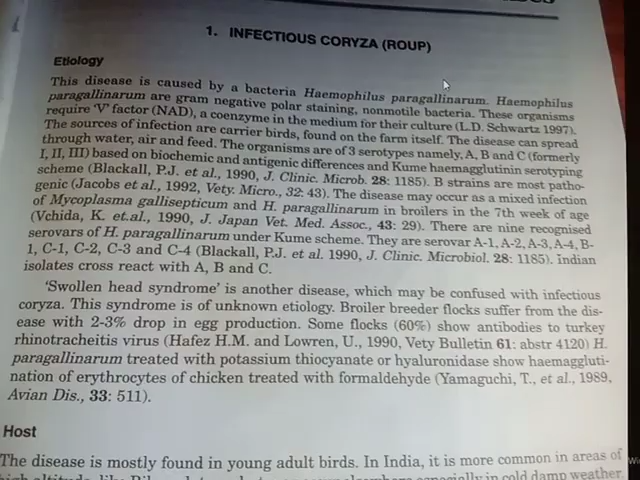 1. INFECTIOUS CORYZA (ROUP)
Etiology
This disease is caused by a bacteria Haemophilus paragallinarum. Haemophilus
paragallinarum are gram negative polar staining, nonmotile bacteria. These organisms
require 'V' factor (NAD), a coenzyme in the medium for their culture (L.D. Schwartz 1997).
The sources of infection are carrier birds, found on the farm itself. The disease can spread
through water, air and feed. The organisms are of 3 serotypes namely, A, B and C (formerly
I, II, III) based on biochemic and antigenic differences and Kume haemagglutinin serotyping
scheme (Blackall, P.J. et al., 1990, J. Clinic. Microb. 28: 1185). B strains are most patho-
genic (Jacobs et al., 1992, Vety. Micro., 32: 43). The disease may occur as a mixed infection
of Mycoplasma gallisepticum and H. paragallinarum in broilers in the 7th week of age
(Vchida, K. et.al., 1990, J. Japan Vet. Med. Assoc., 43: 29). There are nine recognised
serovars of H. paragallinarum under Kume scheme. They are serovar A-1, A-2, A-3, A-4, B-
1, C-1, C-2, C-3 and C-4 (Blackall, P.J. et al. 1990, J. Clinic. Microbiol. 28: 1185). Indian
isolates cross react with A, B and C.
'Swollen head syndrome' is another disease, which may be confused with infectious
coryza. This syndrome is of unknown etiology. Broiler breeder flocks suffer from the dis-
ease with 2-3% drop in egg production. Some flocks (60%) show antibodies to turkey
rhinotracheitis virus (Hafez H.M. and Lowren, U., 1990, Vety Bulletin 61: abstr 4120) H.
paragallinarum treated with potassium thiocyanate or hyaluronidase show haemaggluti-
nation of erythrocytes of chicken treated with formaldehyde (Yamaguchi, T., et al., 1989,
Avian Dis., 33: 511).
Host
The disease is mostly found in young adult birds. In India, it is more common in areas of
in cold damp weather.